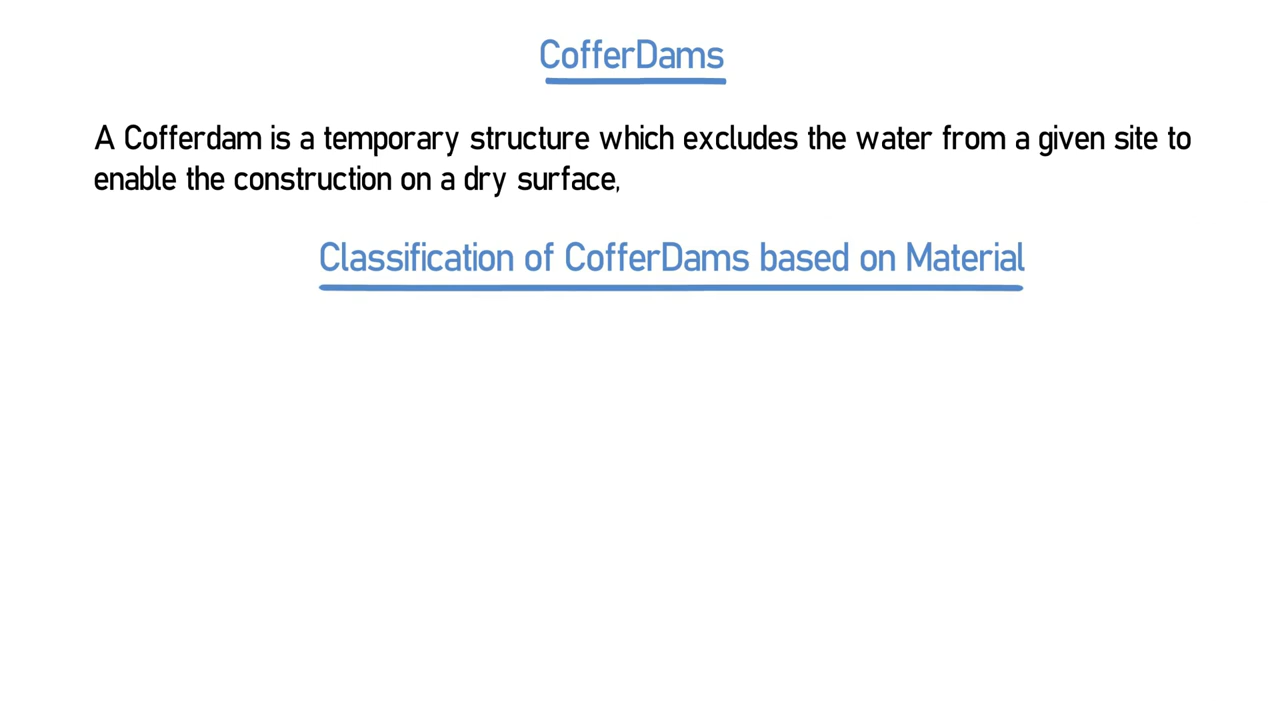 CofferDams
A Cofferdam is a temporary structure which excludes the water from a given site to
enable the construction on a dry surface,
Classification of CofferDams based on Material